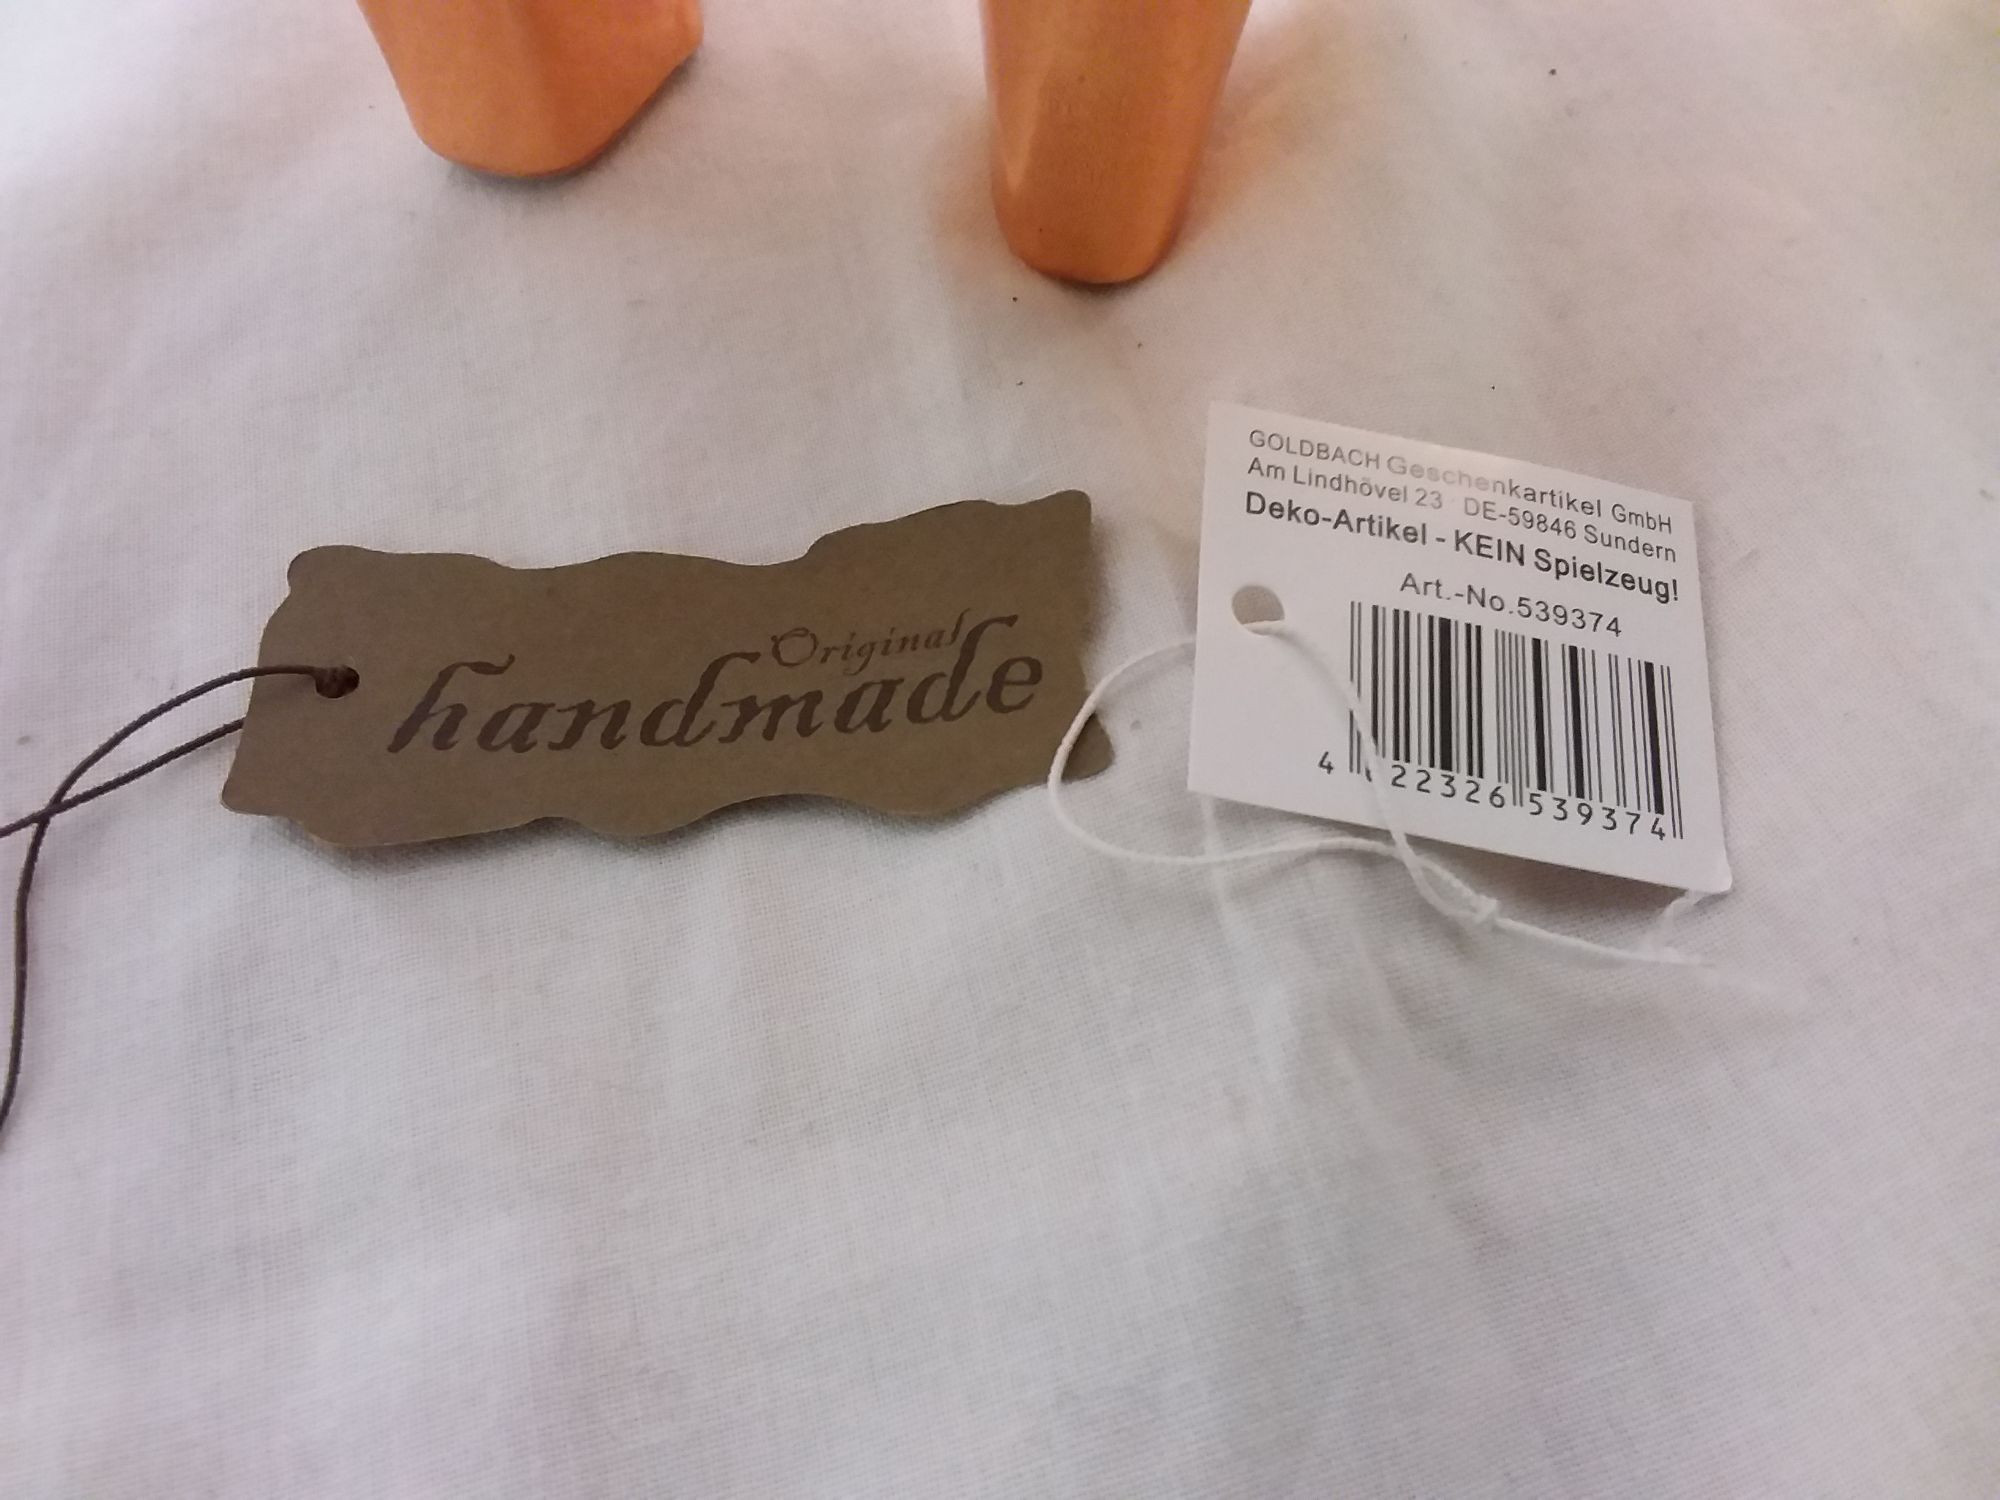 Original
handmade
GOLDBACH Geschenkartikel GmbH
Am Lindhövel 23 DE-59846 Sundern
Deko-Artikel - KEIN Spielzeug!
Art.-No.539374
4 22326 539374